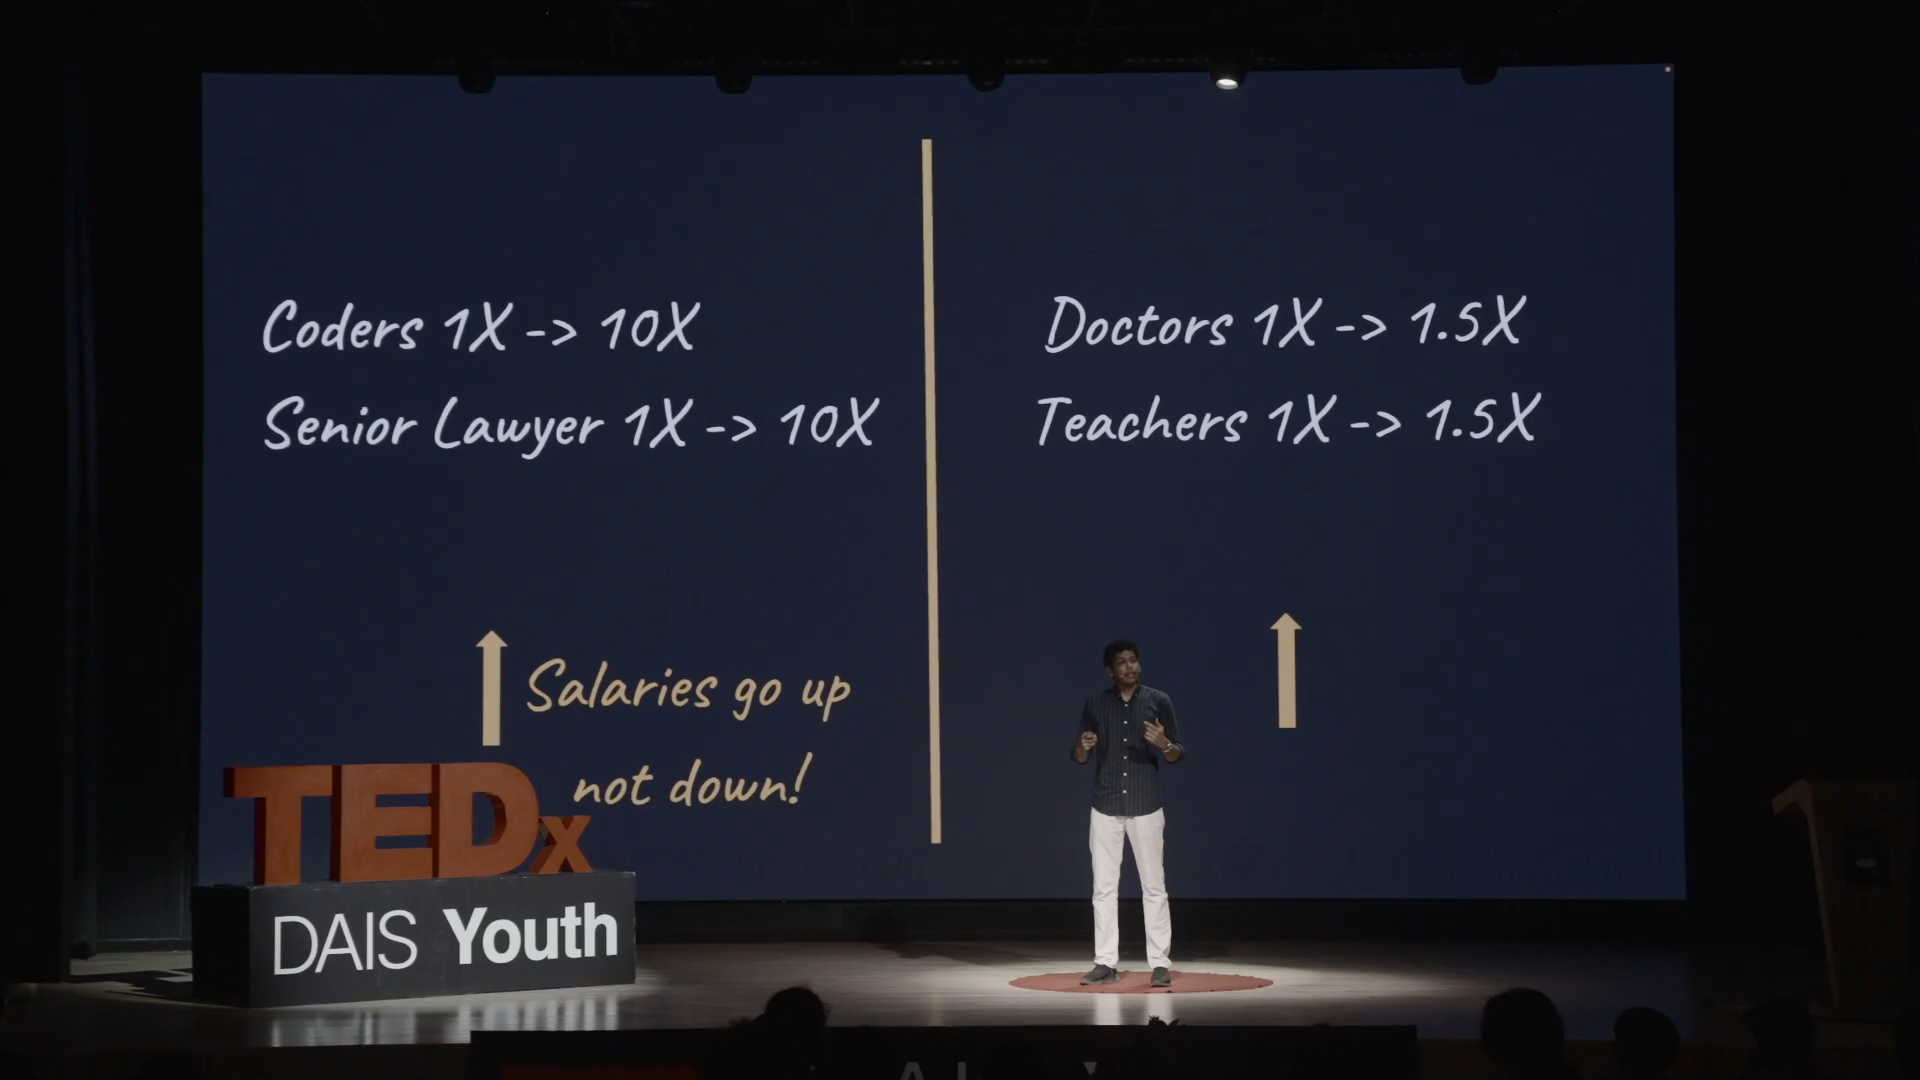 Coders 1X -> 10X
Senior Lawyer 1X -> 10X
Salaries go up
not down!
Doctors 1X -> 1.5X
Teachers 1X -> 1.5X
TEDx
DAIS Youth